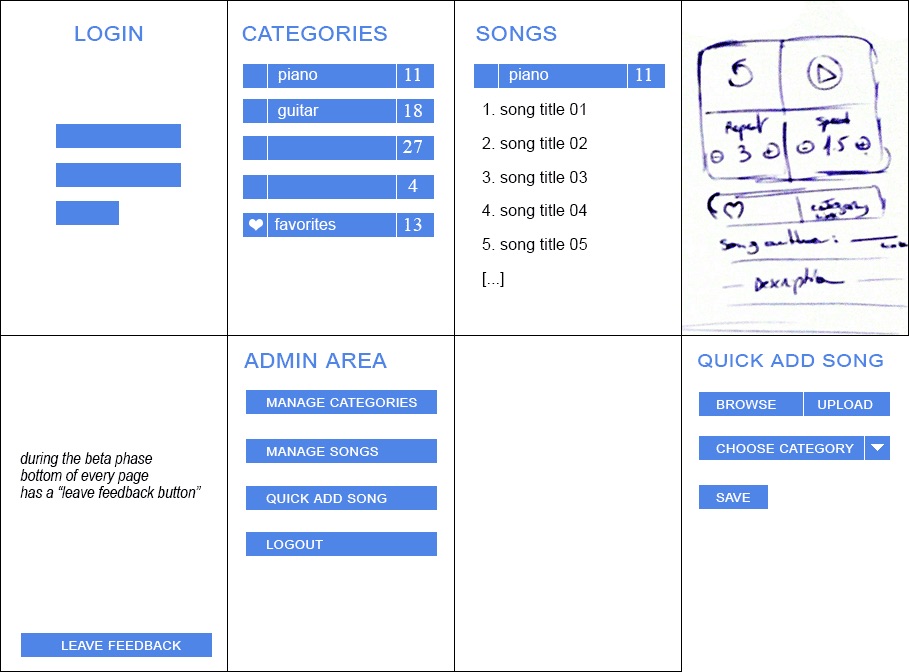 LOGIN
CATEGORIES
piano 11
guitar 18
27
4
favorites 13
SONGS
piano 11
1. song title 01
2. song title 02
3. song title 03
4. song title 04
5. song title 05
[...]
Repeat Speed
3 1.5
category
song author:
Description
during the beta phase
bottom of every page
has a “leave feedback button”
LEAVE FEEDBACK
ADMIN AREA
MANAGE CATEGORIES
MANAGE SONGS
QUICK ADD SONG
LOGOUT
QUICK ADD SONG
BROWSE UPLOAD
CHOOSE CATEGORY
SAVE